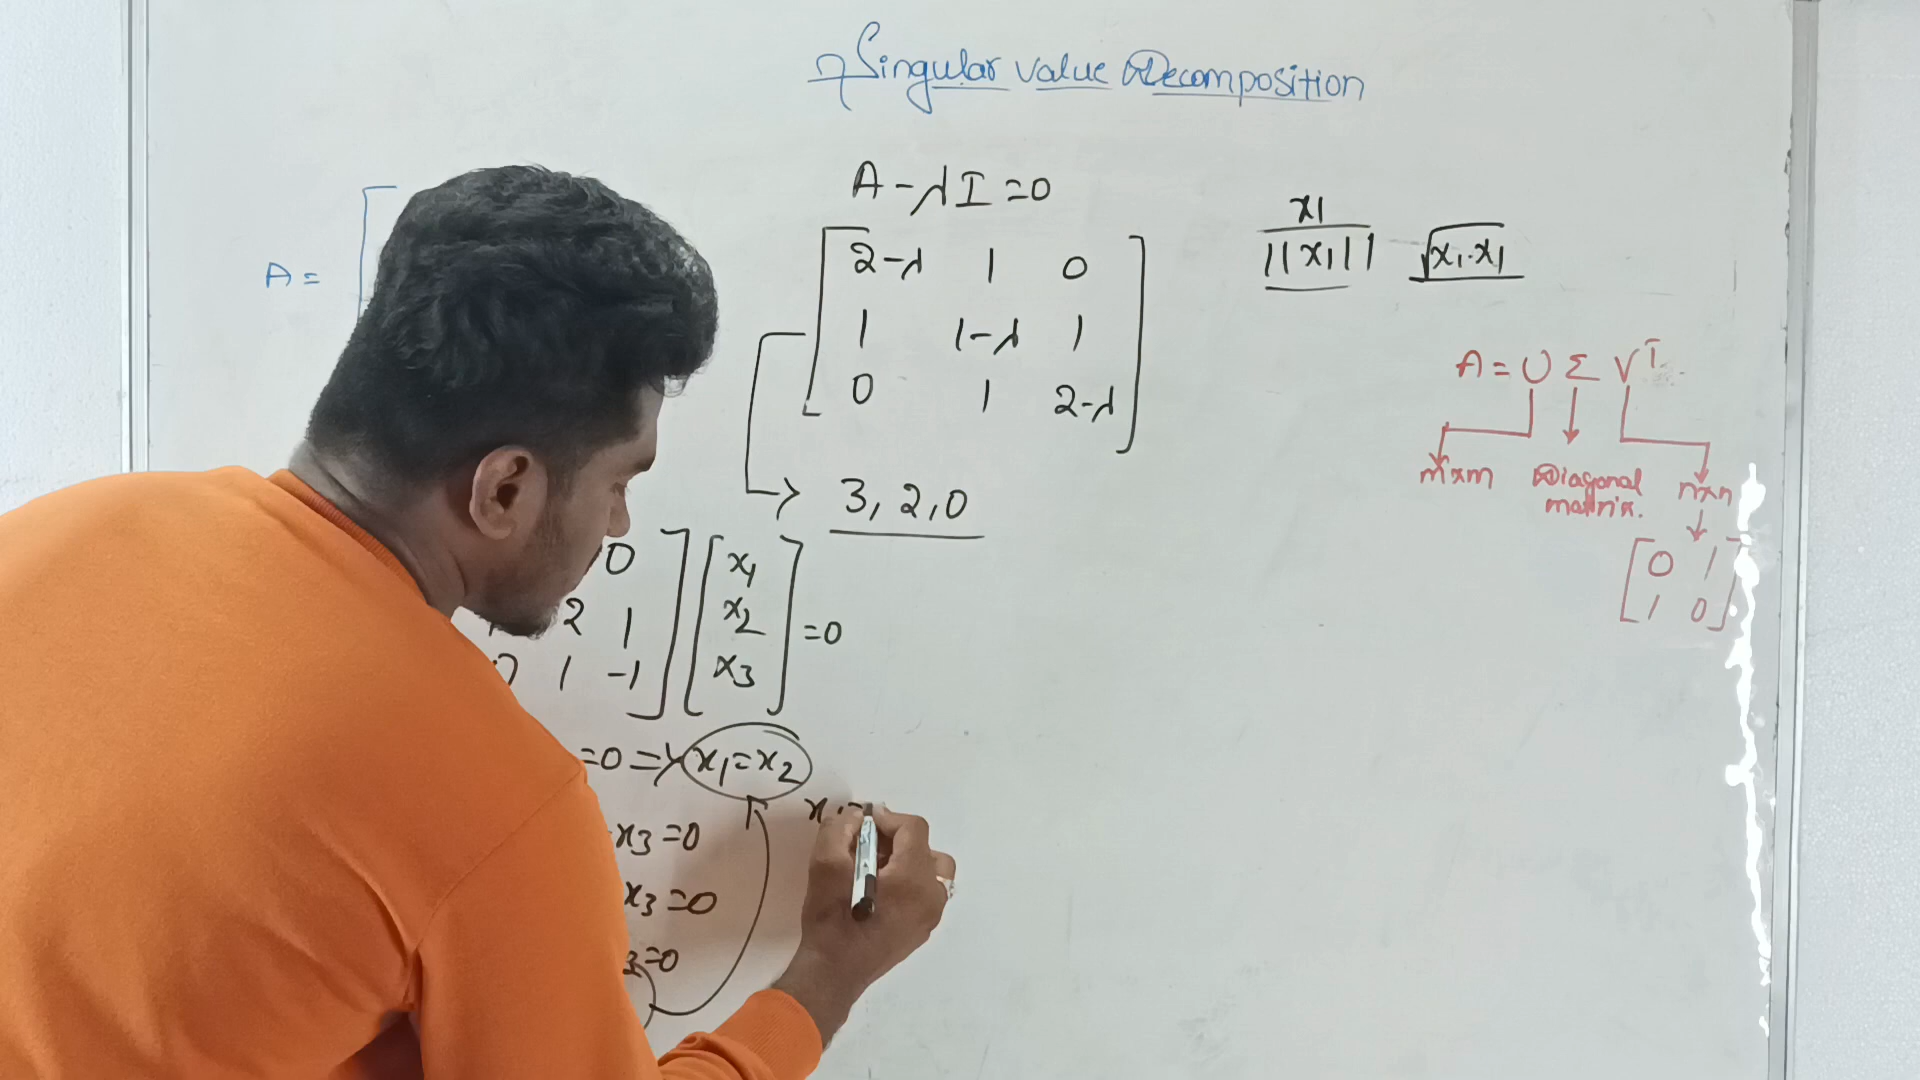 Singular value Decomposition
A =
A-λI=0
2-λ 1 0
1 1-λ 1
0 1 2-λ
3, 2, 0
x1
||x1|| √x1.x1
A = U Σ V^T
m×m Diagonal matrix. n×n
0 1
1 0
0 x1
2 1 x2 =0
1 -1 x3
=0 => x1=x2
x1
x3=0
x3=0
3=0